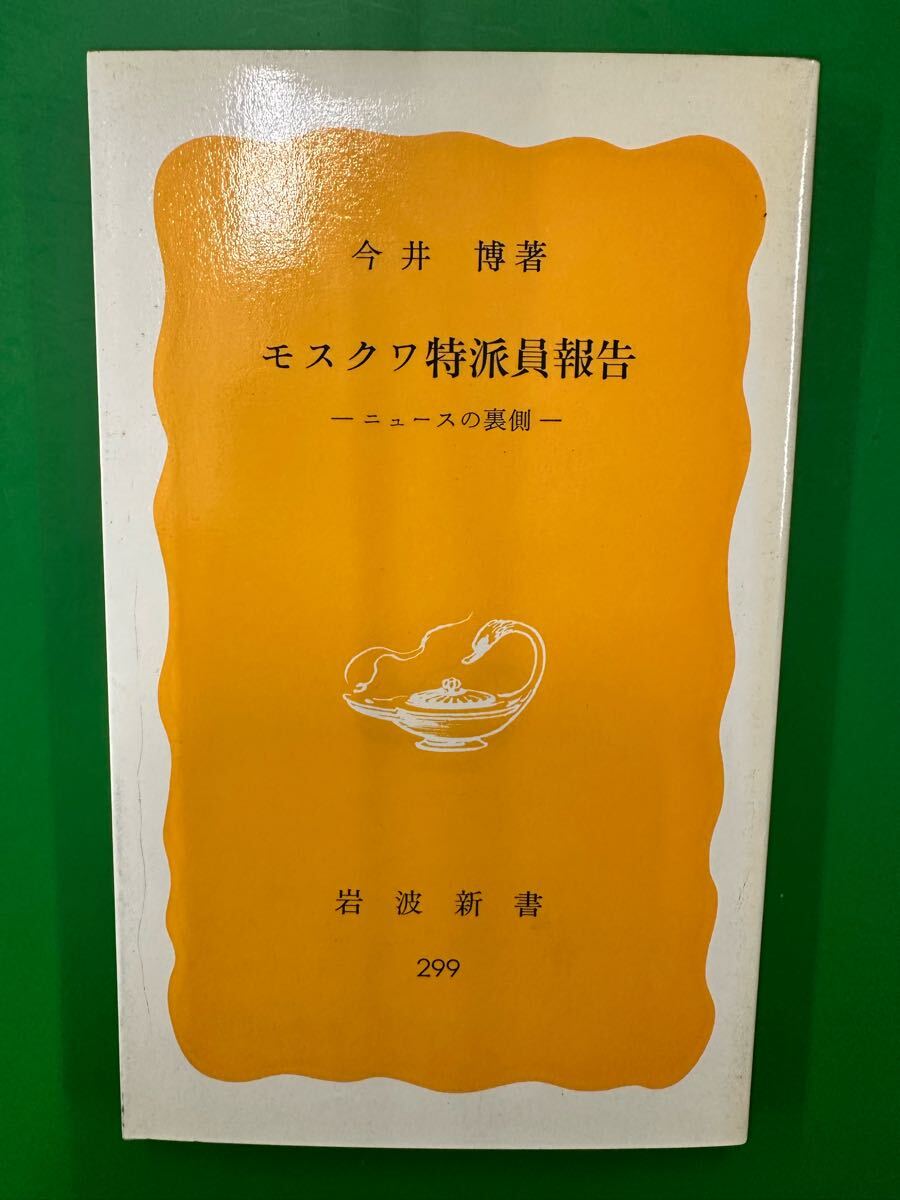 今井 博著
モスクワ特派員報告
―ニュースの裏側―
岩波新書
299